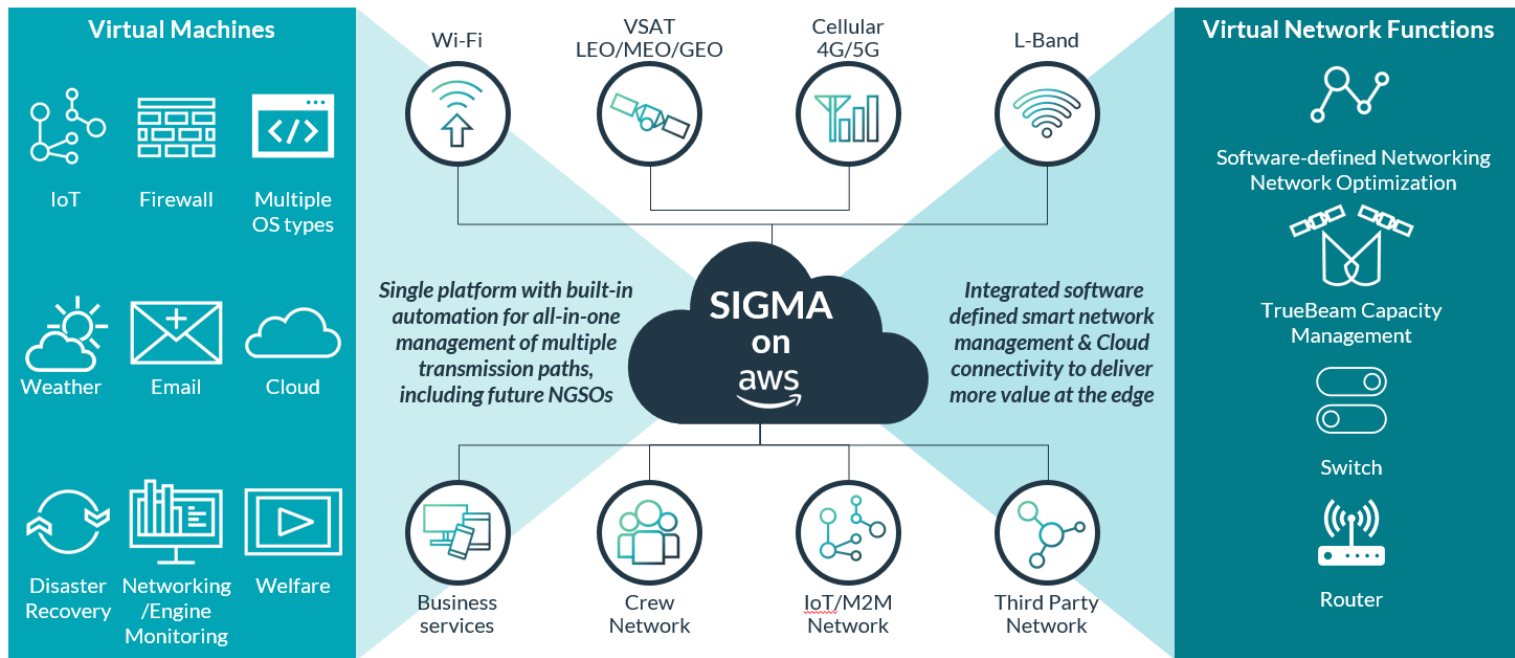 Virtual Machines
IoT
Firewall
Multiple
OS types
Weather
Email
Cloud
Disaster
Recovery
Networking
/Engine
Monitoring
Welfare
Wi-Fi
VSAT
LEO/MEO/GEO
Cellular
4G/5G
L-Band
Single platform with built-in
automation for all-in-one
management of multiple
transmission paths,
including future NGSOs
SIGMA
on
aws
Integrated software
defined smart network
management & Cloud
connectivity to deliver
more value at the edge
Business
services
Crew
Network
IoT/M2M
Network
Third Party
Network
Virtual Network Functions
Software-defined Networking
Network Optimization
TrueBeam Capacity
Management
Switch
Router